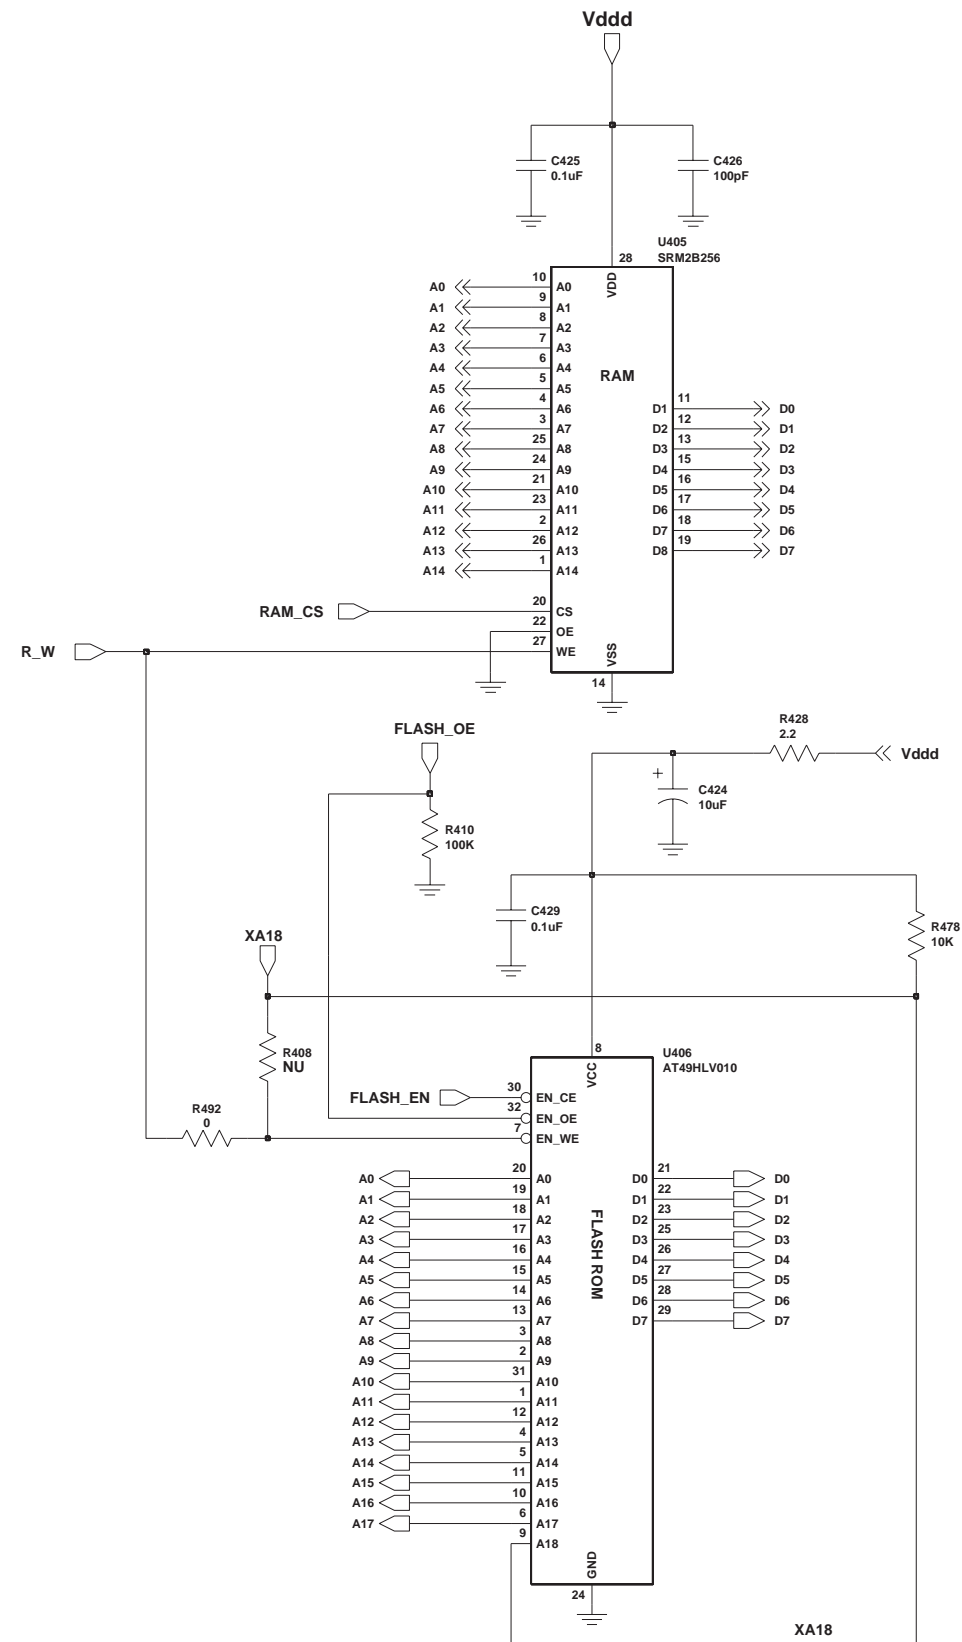 Vddd
C425
0.1uF
C426
100pF
U405
SRM2B256
28
VDD
RAM
A0 10 A0
A1 9 A1
A2 8 A2
A3 7 A3
A4 6 A4
A5 5 A5
A6 4 A6 D1 11 D0
A7 3 A7 D2 12 D1
A8 25 A8 D3 13 D2
A9 24 A9 D4 15 D3
A10 21 A10 D5 16 D4
A11 23 A11 D6 17 D5
A12 2 A12 D7 18 D6
A13 26 A13 D8 19 D7
A14 1 A14
RAM_CS 20 CS
22 OE
R_W 27 WE
VSS
14
R428
2.2
FLASH_OE
Vddd
+
C424
10uF
R410
100K
C429
0.1uF
R478
10K
XA18
R408
NU
U406
AT49HLV010
8
VCC
FLASH_EN 30 EN_CE
32 EN_OE
R492
0
7 EN_WE
FLASH ROM
A0 20 A0 D0 21 D0
A1 19 A1 D1 22 D1
A2 18 A2 D2 23 D2
A3 17 A3 D3 25 D3
A4 16 A4 D4 26 D4
A5 15 A5 D5 27 D5
A6 14 A6 D6 28 D6
A7 13 A7 D7 29 D7
A8 3 A8
A9 2 A9
A10 31 A10
A11 1 A11
A12 12 A12
A13 4 A13
A14 5 A14
A15 11 A15
A16 10 A16
A17 6 A17
9 A18
GND
24
XA18